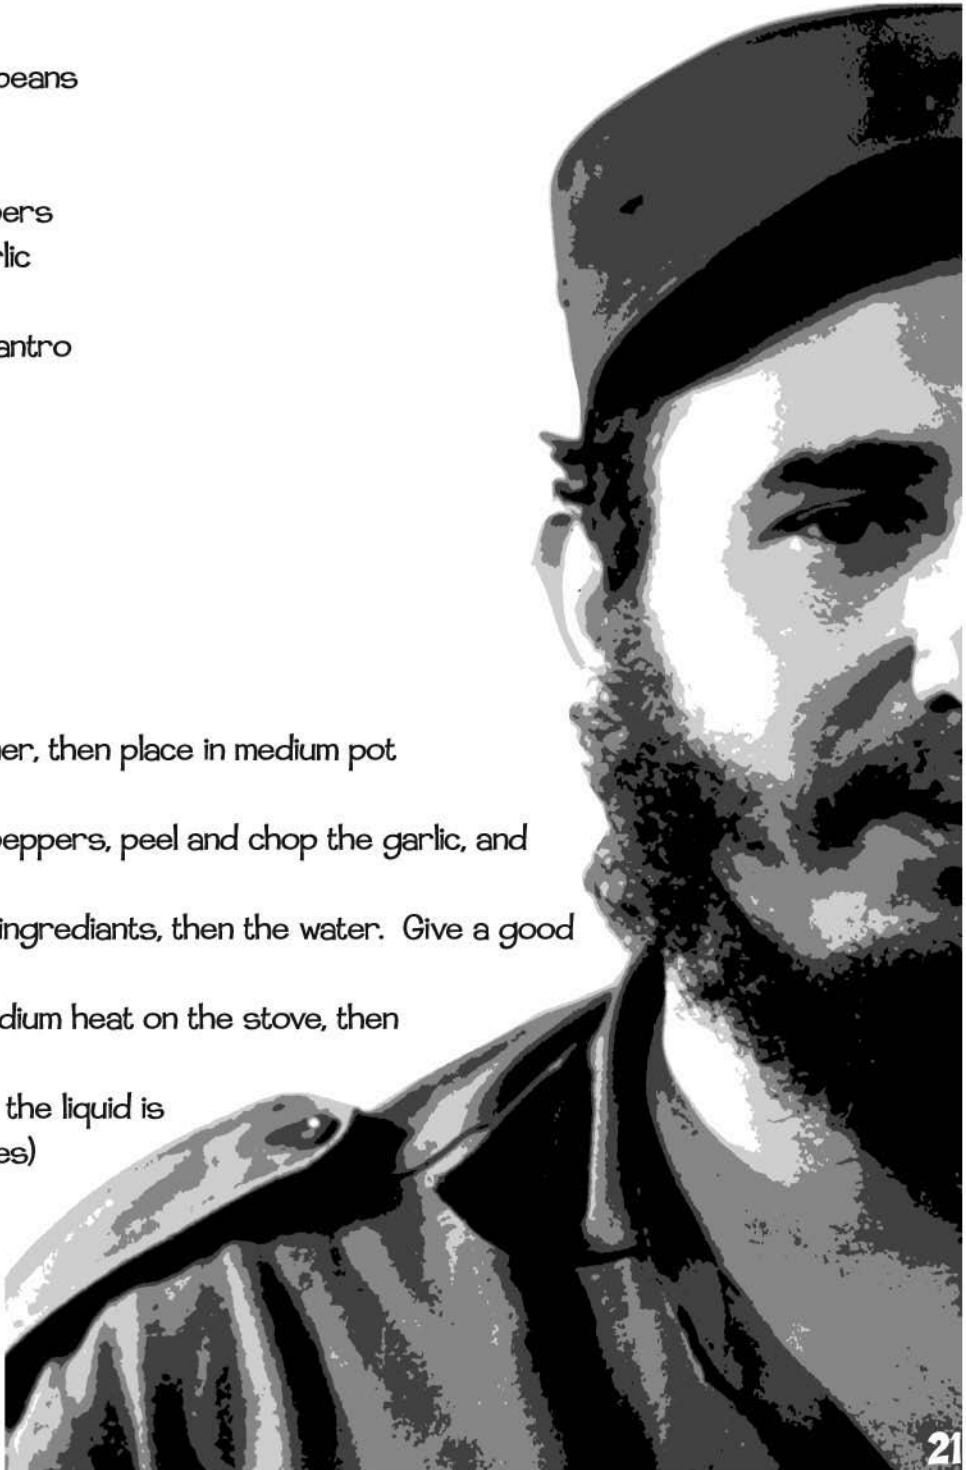 beans
ers
lic
antro
er, then place in medium pot
peppers, peel and chop the garlic, and
ingrediants, then the water.  Give a good
dium heat on the stove, then
the liquid is
es)
21